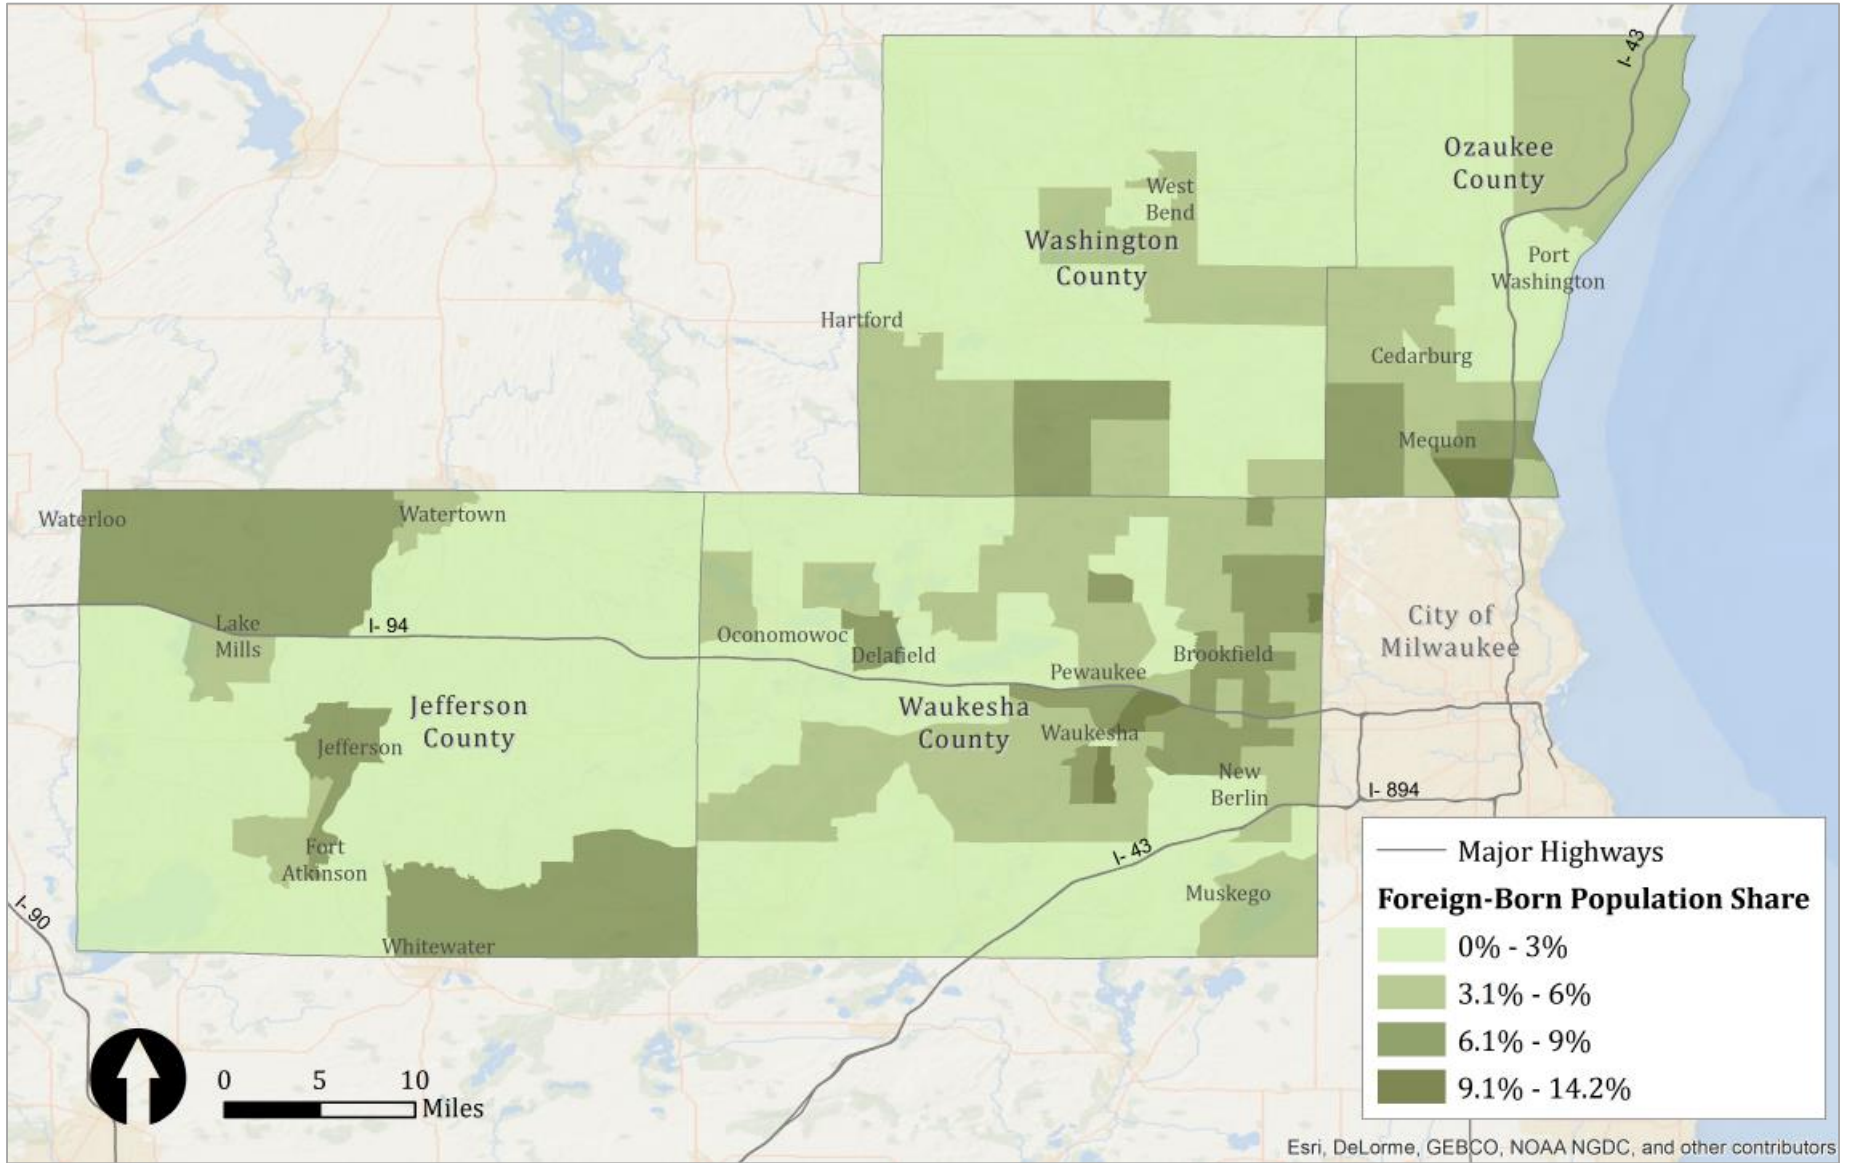 I- 43
Ozaukee
County
West
Bend
Washington
County
Port
Washington
Hartford
Cedarburg
Mequon
Waterloo
Watertown
Lake
Mills
I- 94
Oconomowoc
Delafield
Pewaukee
Brookfield
City of
Milwaukee
Jefferson
County
Waukesha
County
Jefferson
Waukesha
New
Berlin
I- 894
Fort
Atkinson
I- 43
Muskego
Whitewater
I- 90
Major Highways
Foreign-Born Population Share
0% - 3%
3.1% - 6%
6.1% - 9%
9.1% - 14.2%
0 5 10
Miles
Esri, DeLorme, GEBCO, NOAA NGDC, and other contributors